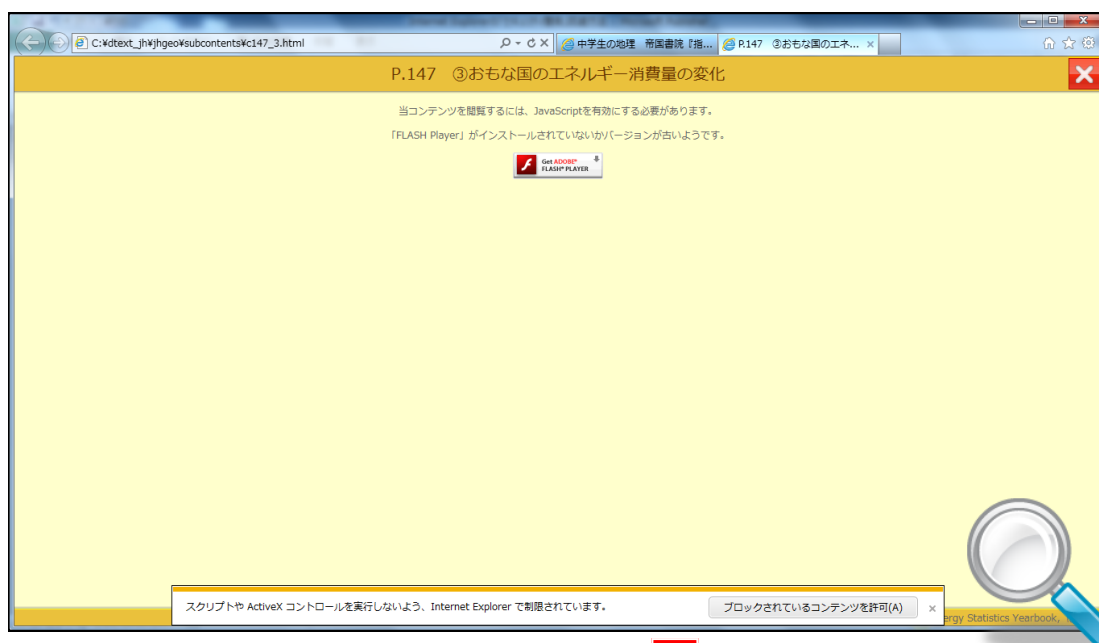 C:¥dtext_jh¥jhgeo¥subcontents¥c147_3.html
中学生の地理 帝国書院『指...
P.147 ③おもな国のエネ...
P.147 ③おもな国のエネルギー消費量の変化
当コンテンツを閲覧するには、JavaScriptを有効にする必要があります。
「FLASH Player」がインストールされていないかバージョンが古いようです。
Get ADOBE®
FLASH® PLAYER
スクリプトや ActiveX コントロールを実行しないよう、Internet Explorer で制限されています。
ブロックされているコンテンツを許可(A)
Statistics Yearbook,